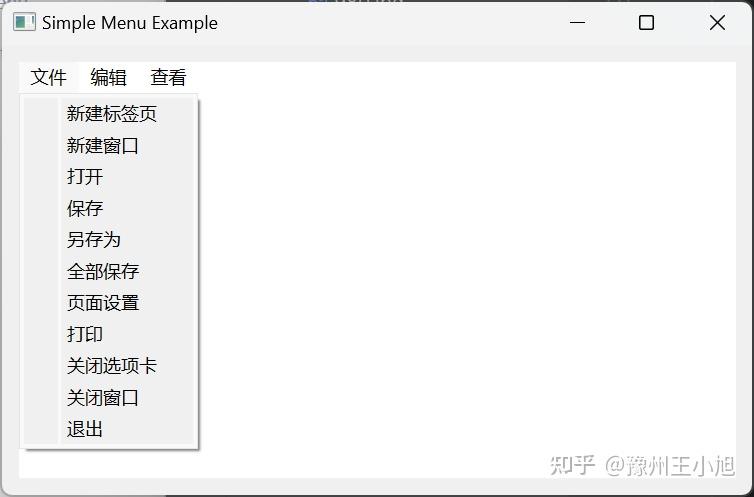 Simple Menu Example
文件 编辑 查看
新建标签页
新建窗口
打开
保存
另存为
全部保存
页面设置
打印
关闭选项卡
关闭窗口
退出
知乎 @豫州王小旭